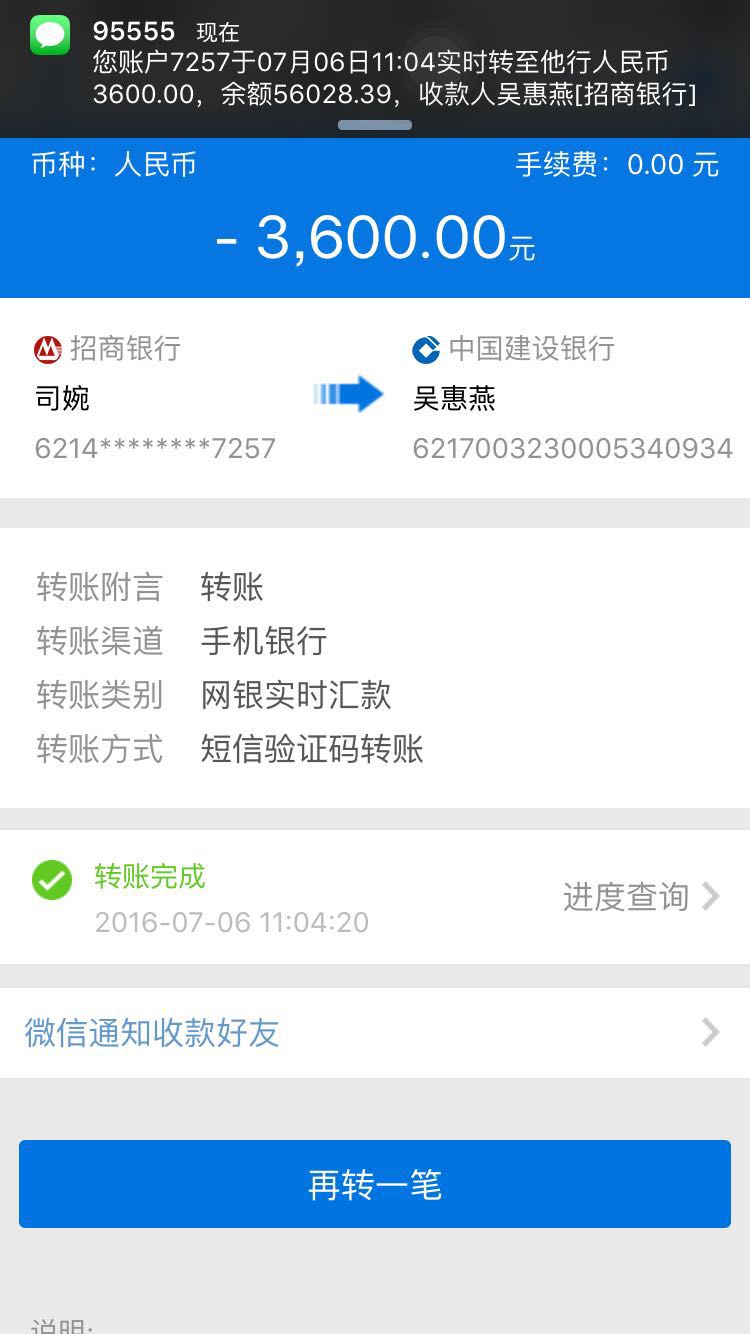 95555 现在
您账户7257于07月06日11:04实时转至他行人民币
3600.00，余额56028.39，收款人吴惠燕[招商银行]
币种：人民币 手续费：0.00 元
- 3,600.00元
招商银行 中国建设银行
司婉 吴惠燕
6214********7257 6217003230005340934
转账附言 转账
转账渠道 手机银行
转账类别 网银实时汇款
转账方式 短信验证码转账
转账完成
2016-07-06 11:04:20
进度查询
微信通知收款好友
再转一笔
说明: